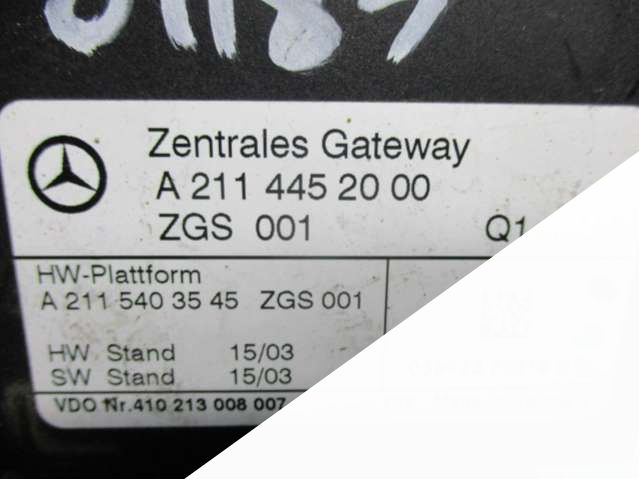 Zentrales Gateway
A 211 445 20 00
ZGS 001 Q1
HW-Plattform
A 211 540 35 45 ZGS 001
HW Stand 15/03
SW Stand 15/03
VDO Nr.410 213 008 007